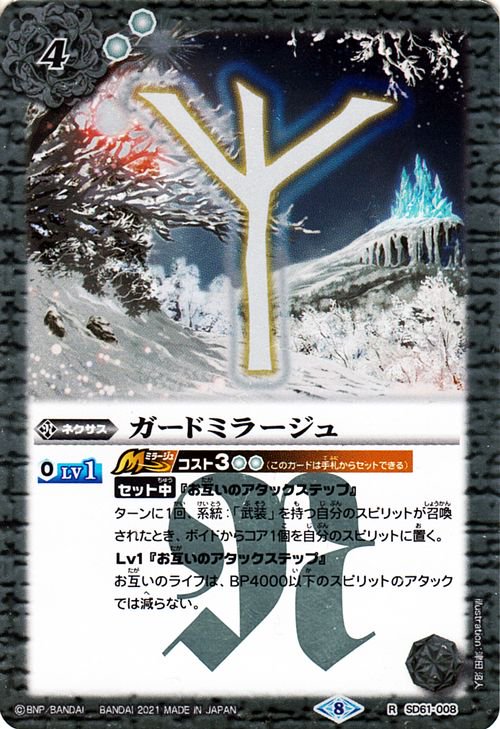 4
ネクサス ガードミラージュ
0 LV1 ミラージュ コスト3 (このカードは手札からセットできる)
セット中『お互いのアタックステップ』
ターンに1回、系統：「武装」を持つ自分のスピリットが召喚
されたとき、ボイドからコア1個を自分のスピリットに置く。
Lv1『お互いのアタックステップ』
お互いのライフは、BP4000以下のスピリットのアタック
では減らない。
illustration:
©BNP/BANDAI BANDAI 2021 MADE IN JAPAN 8 R SD61-008